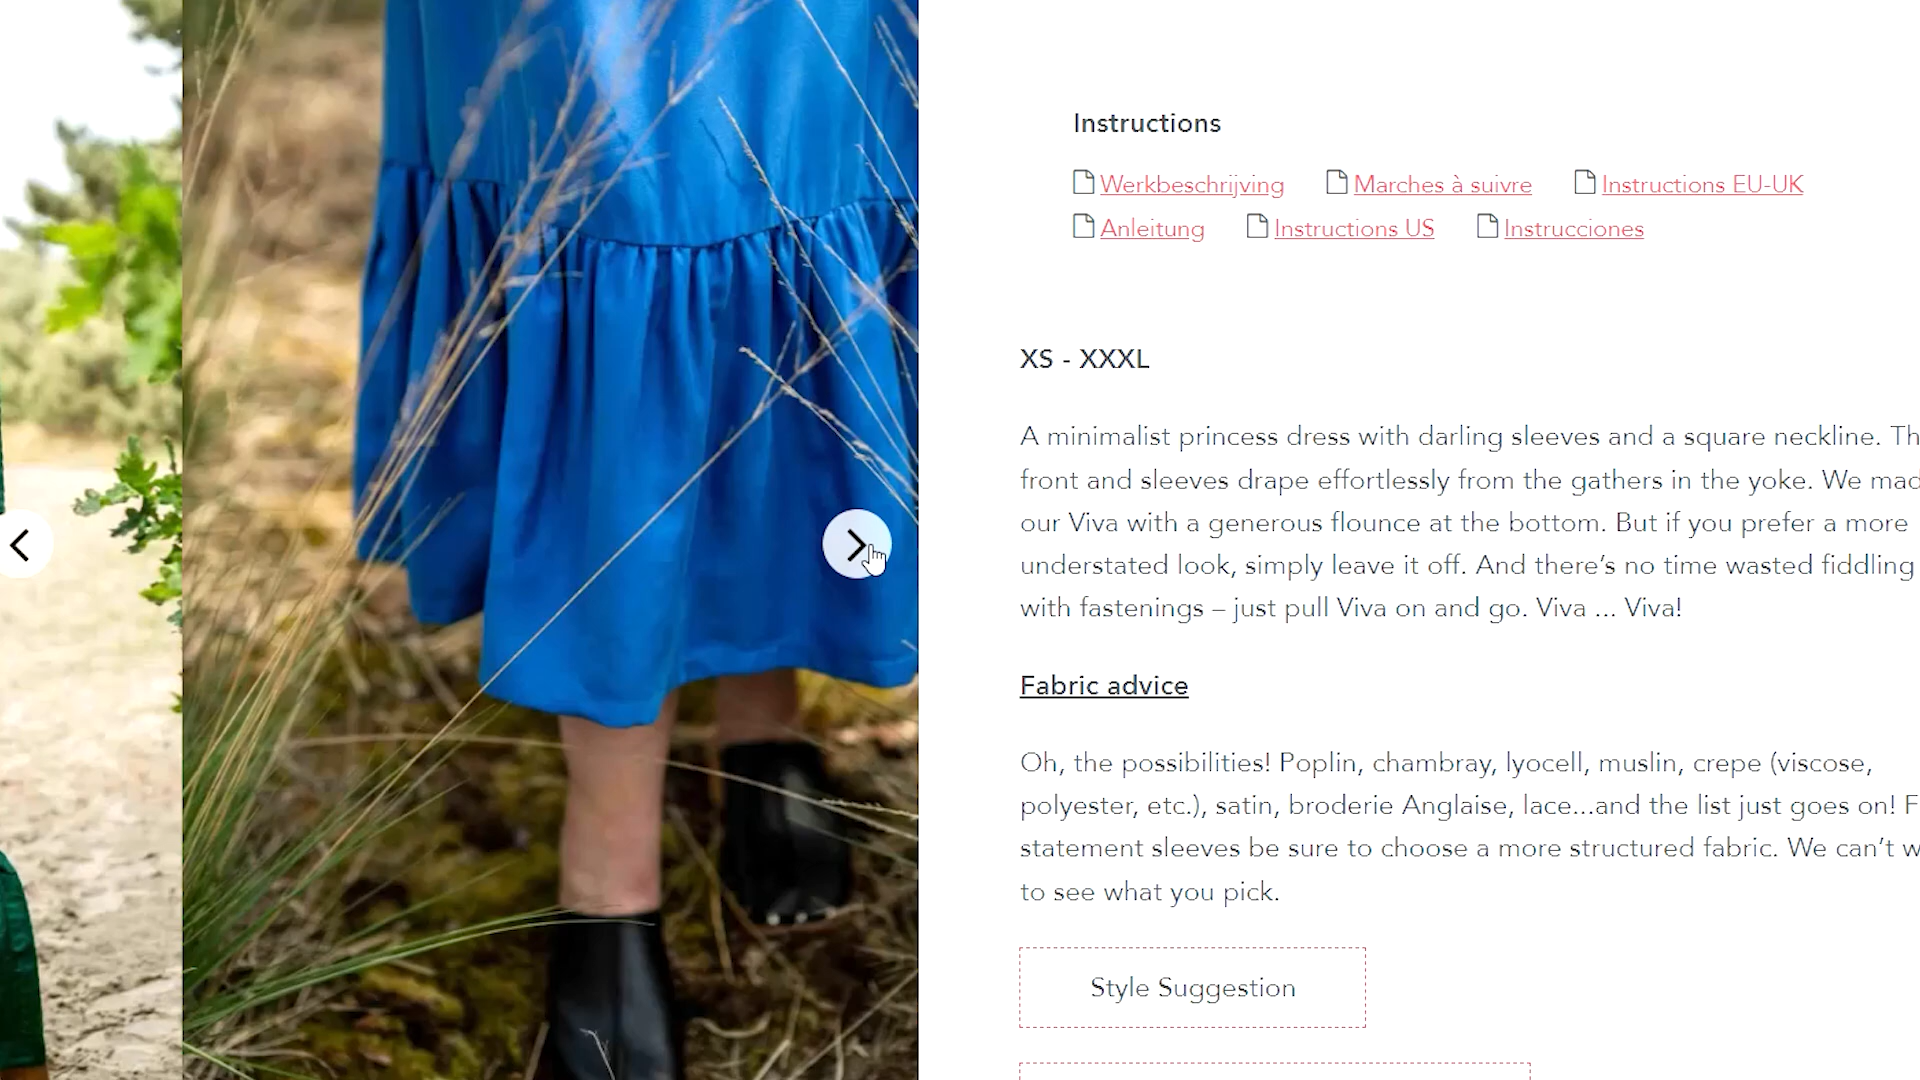 Instructions
Werkbeschrijving Marches à suivre Instructions EU-UK
Anleitung Instructions US Instrucciones
XS - XXXL
A minimalist princess dress with darling sleeves and a square neckline.
front and sleeves drape effortlessly from the gathers in the yoke. We
our Viva with a generous flounce at the bottom. But if you prefer a more
understated look, simply leave it off. And there’s no time wasted fiddling
with fastenings – just pull Viva on and go. Viva ... Viva!
Fabric advice
Oh, the possibilities! Poplin, chambray, lyocell, muslin, crepe (viscose,
polyester, etc.), satin, broderie Anglaise, lace...and the list just goes on!
statement sleeves be sure to choose a more structured fabric. We can’t
to see what you pick.
Style Suggestion